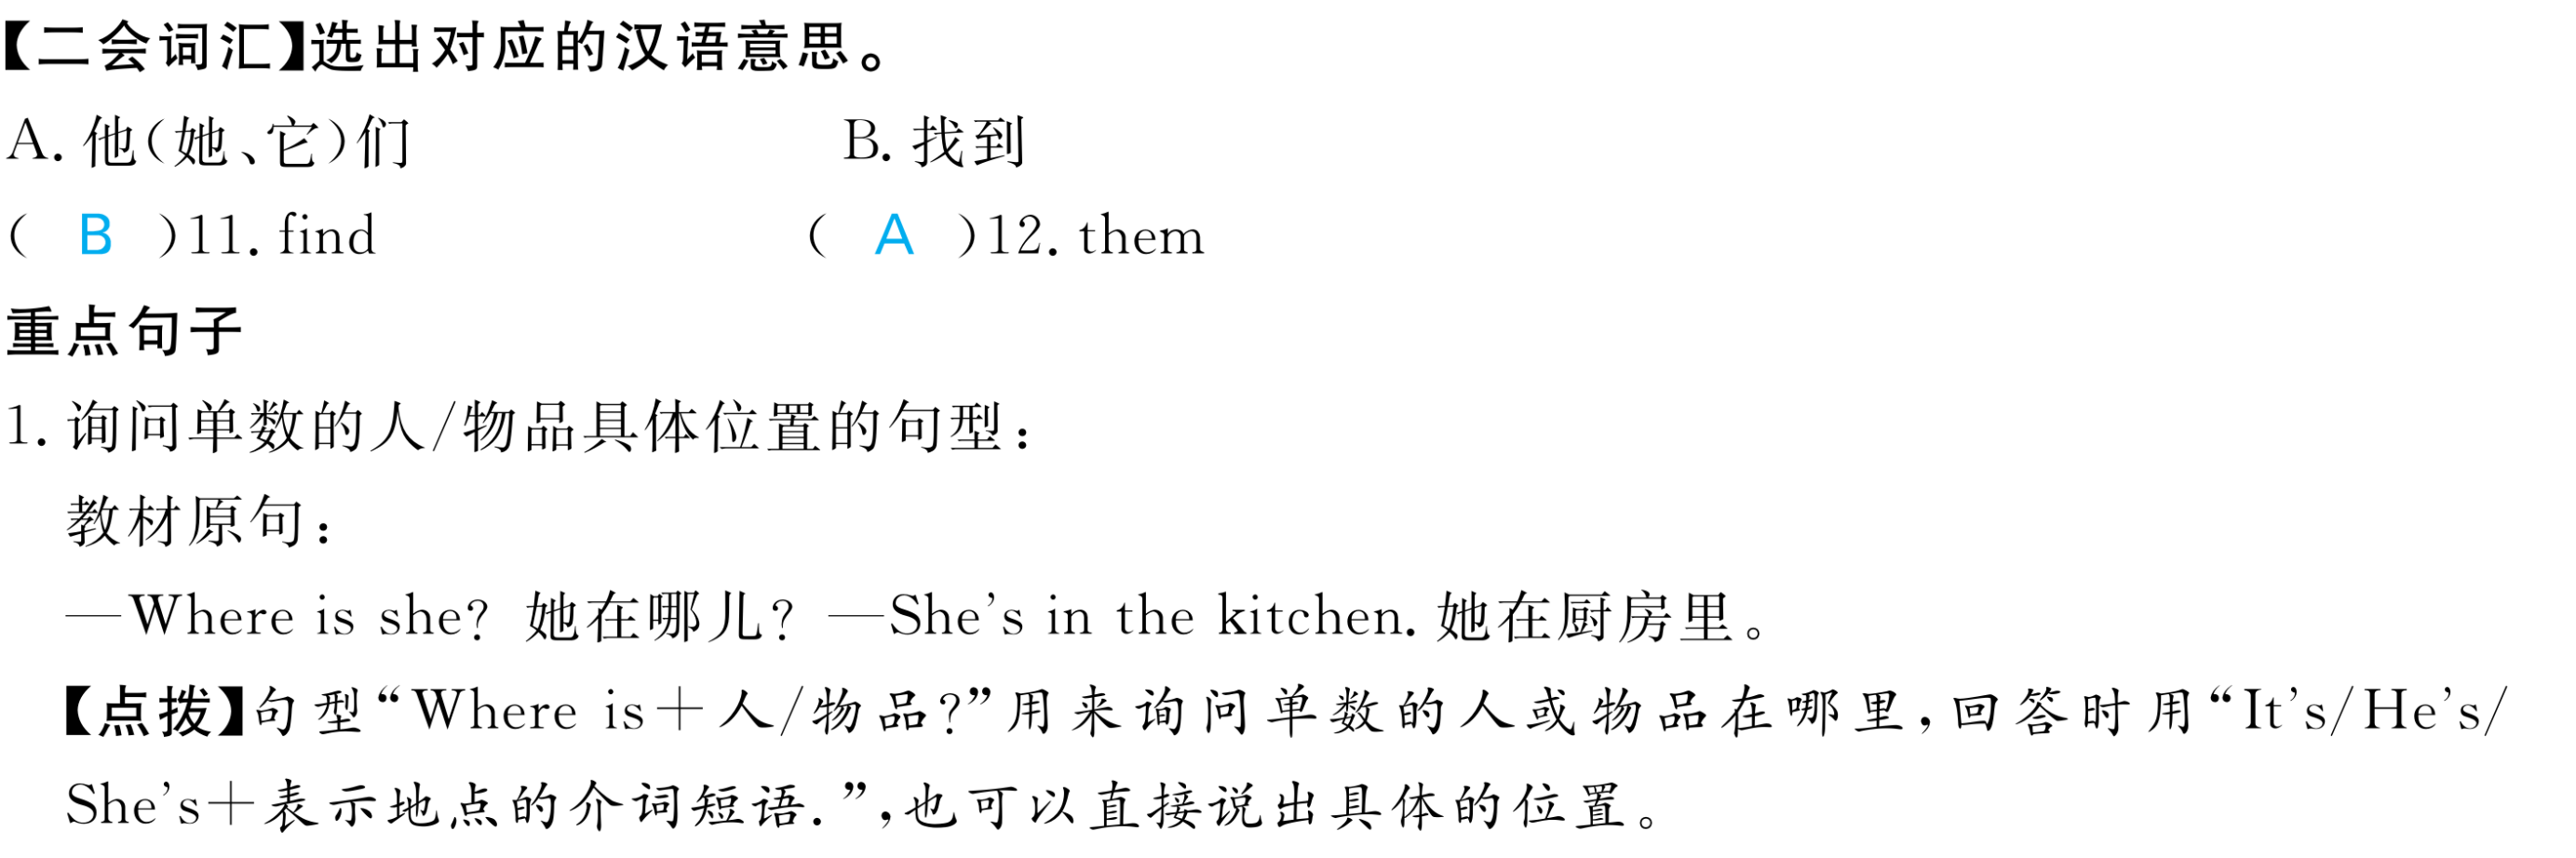 【二会词汇】选出对应的汉语意思。
A. 他(她、它)们 B. 找到
( B )11. find ( A )12. them
重点句子
1. 询问单数的人/物品具体位置的句型：
教材原句：
—Where is she? 她在哪儿? —She's in the kitchen. 她在厨房里。
【点拨】句型“Where is+人/物品?”用来询问单数的人或物品在哪里,回答时用“It's/He's/
She's+表示地点的介词短语.”,也可以直接说出具体的位置。